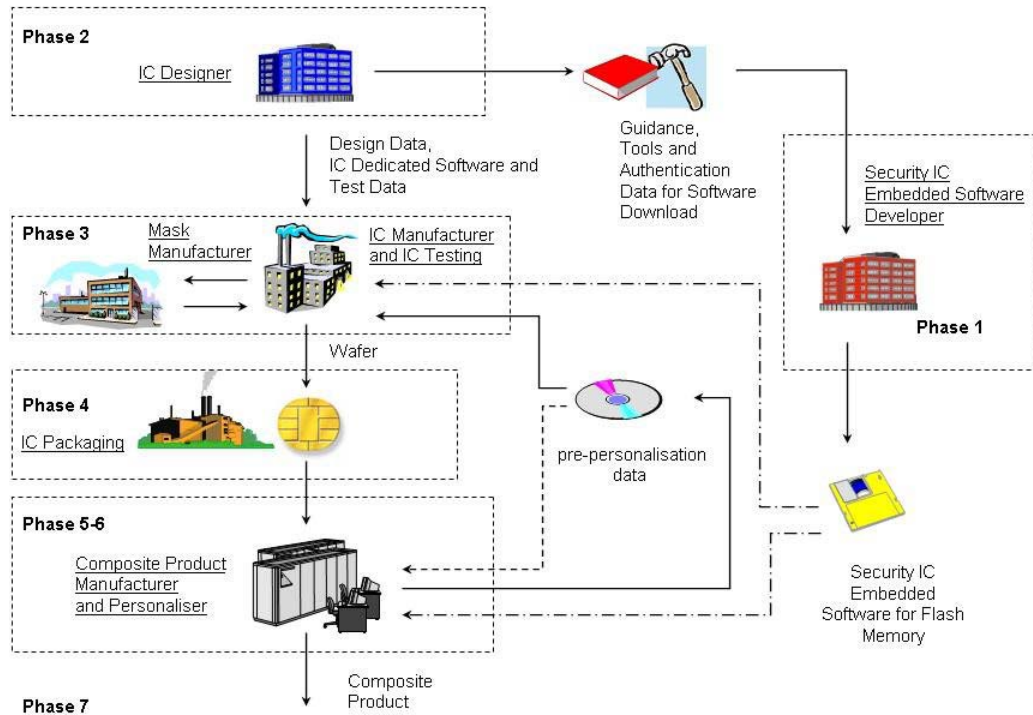 Phase 2
IC Designer
Design Data,
IC Dedicated Software and
Test Data
Guidance,
Tools and
Authentication
Data for Software
Download
Security IC
Embedded Software
Developer
Phase 1
Phase 3
Mask
Manufacturer
IC Manufacturer
and IC Testing
Wafer
Phase 4
IC Packaging
pre-personalisation
data
Phase 5-6
Composite Product
Manufacturer
and Personaliser
Security IC
Embedded
Software for Flash
Memory
Composite
Product
Phase 7